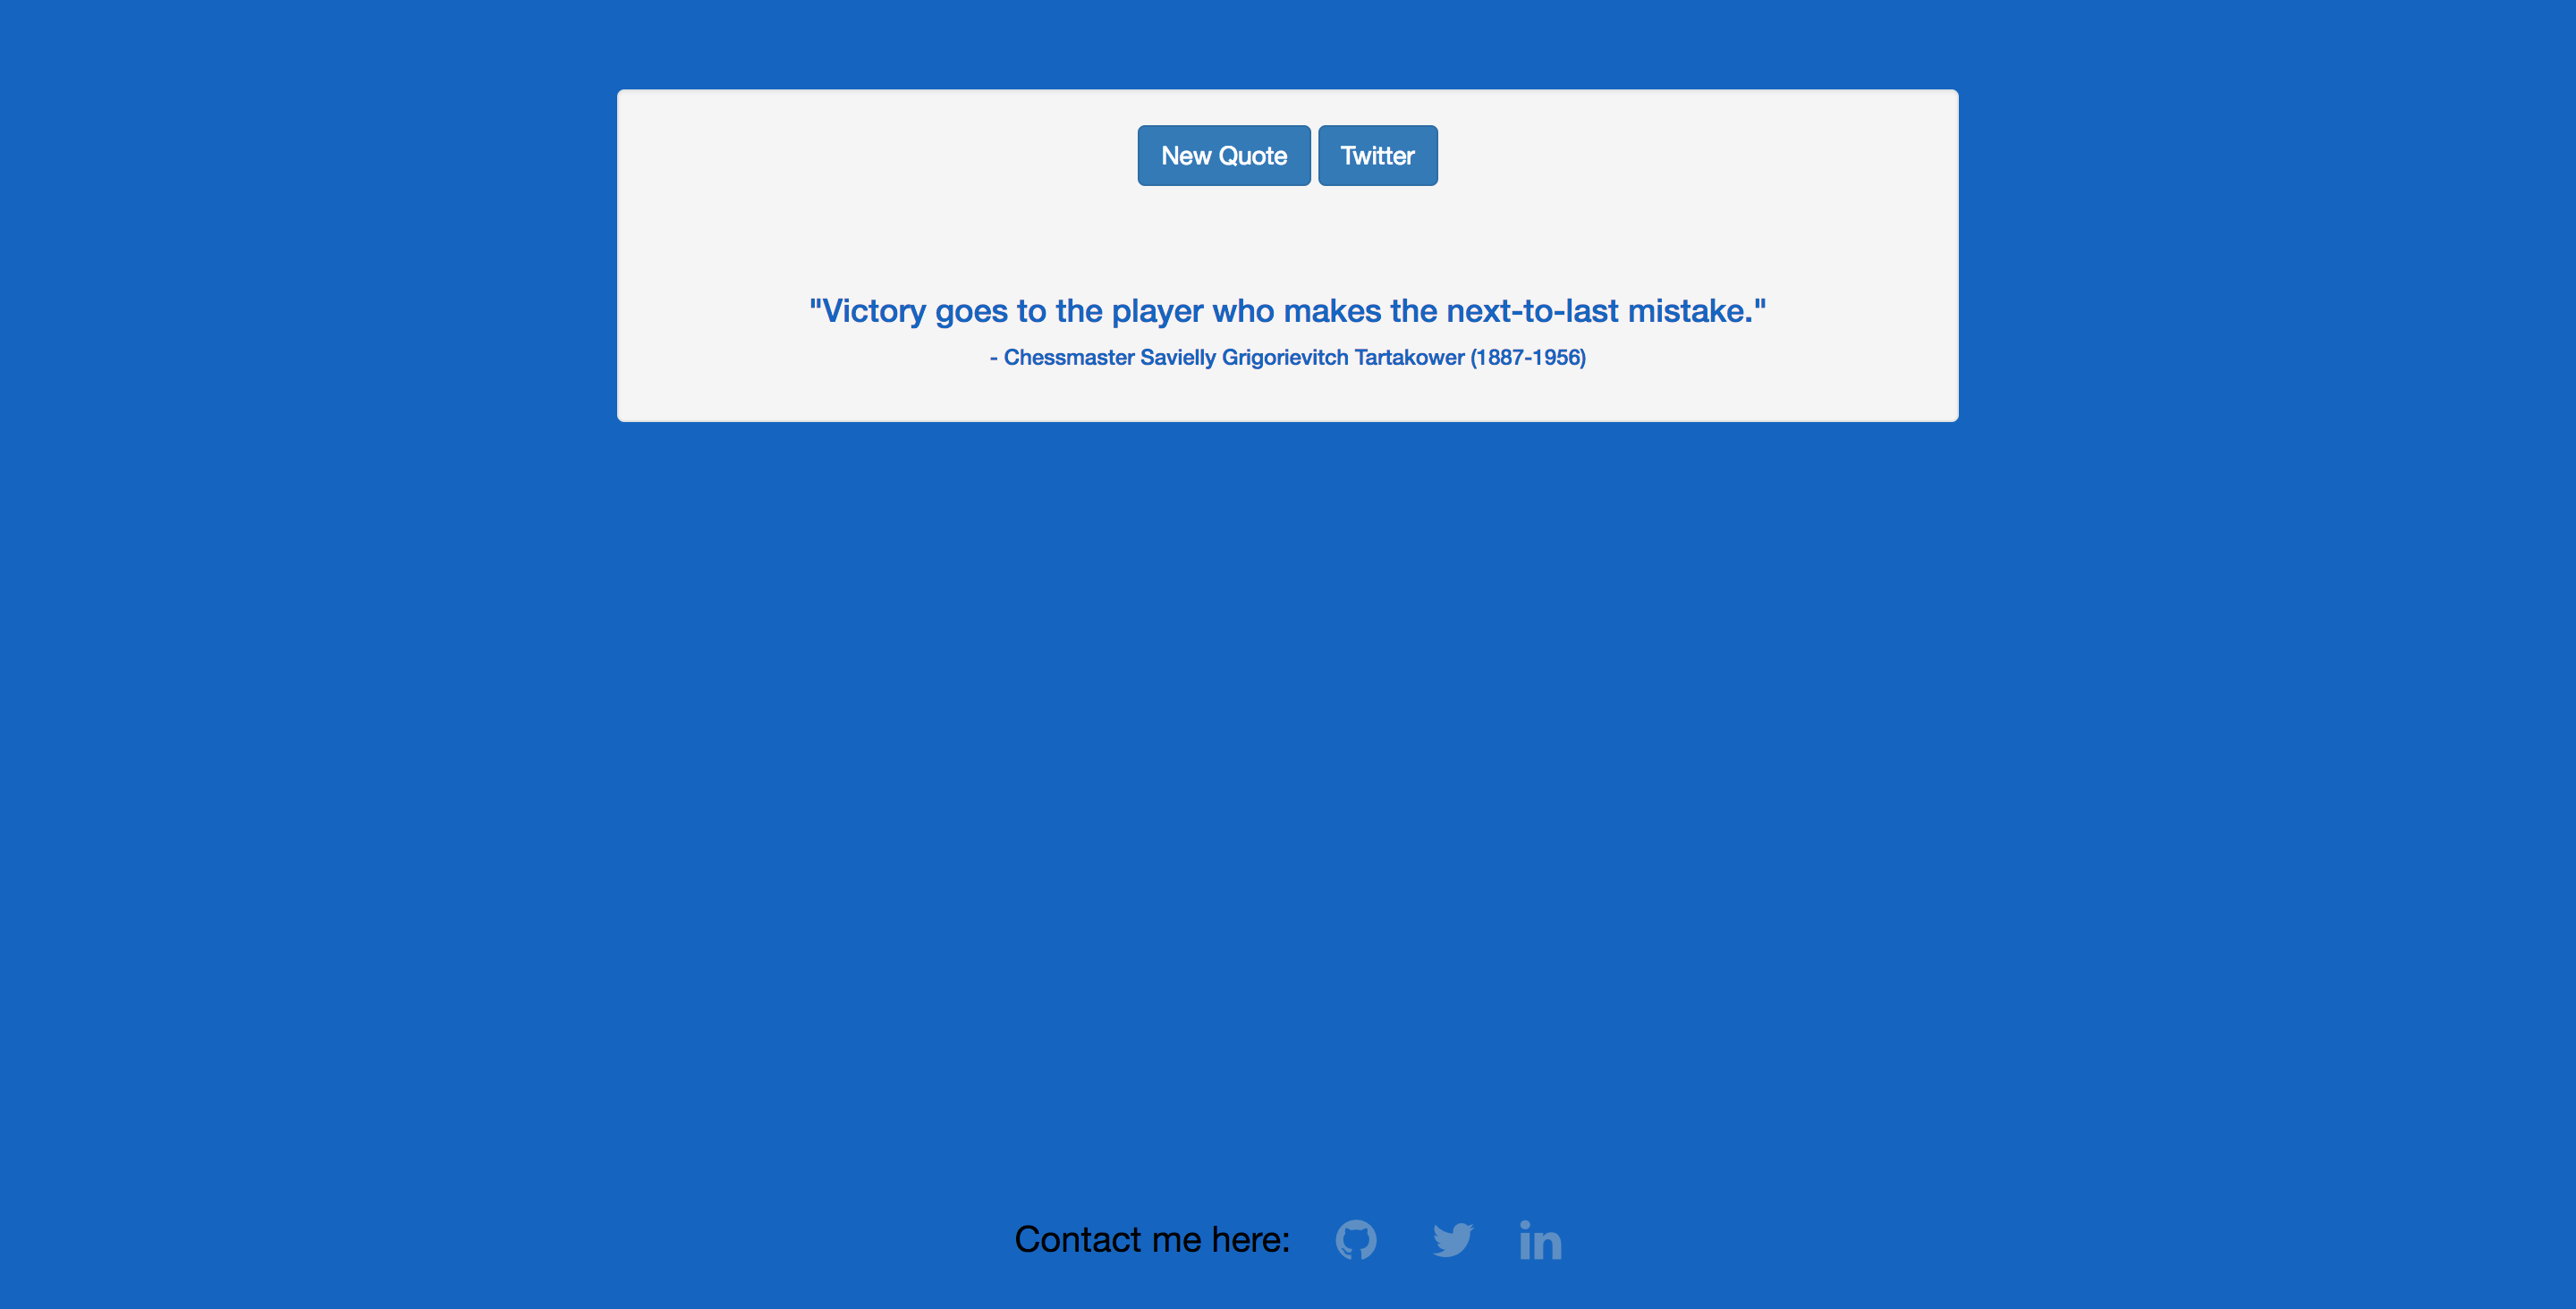 New Quote Twitter
"Victory goes to the player who makes the next-to-last mistake."
- Chessmaster Savielly Grigorievitch Tartakower (1887-1956)
Contact me here: